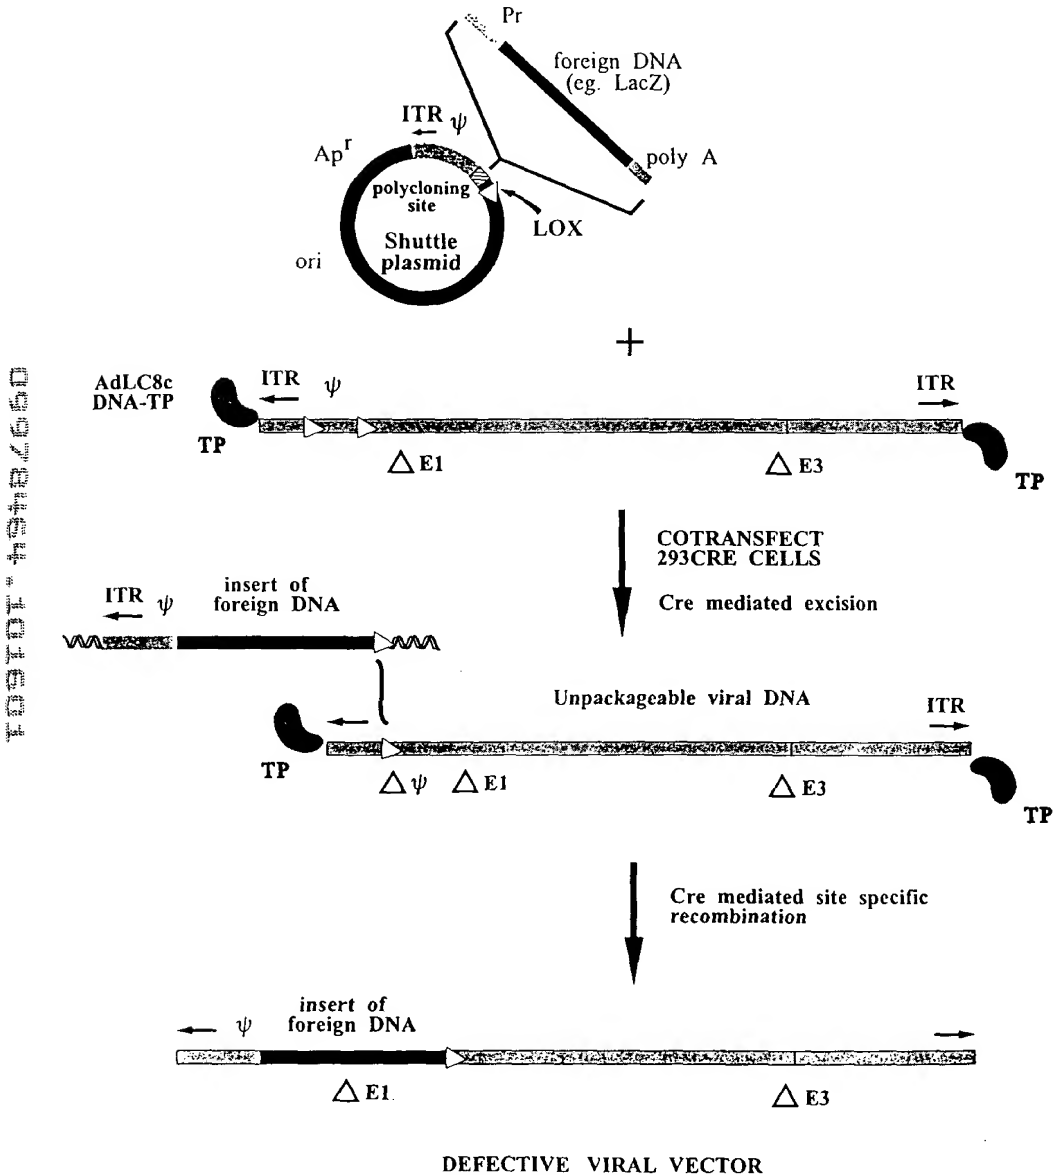 Pr
foreign DNA
(eg. LacZ)
ITR ψ
Apr
poly A
polycloning
site
LOX
Shuttle
plasmid
ori
+
AdLC8c
DNA-TP
ITR ψ
ITR
TP
△ E1
△ E3
TP
COTRANSFECT
293CRE CELLS
Cre mediated excision
insert of
foreign DNA
ITR ψ
Unpackageable viral DNA
ITR
TP
△ ψ △ E1
△ E3
TP
Cre mediated site specific
recombination
insert of
foreign DNA
ψ
△ E1
△ E3
DEFECTIVE VIRAL VECTOR
09978464.101601